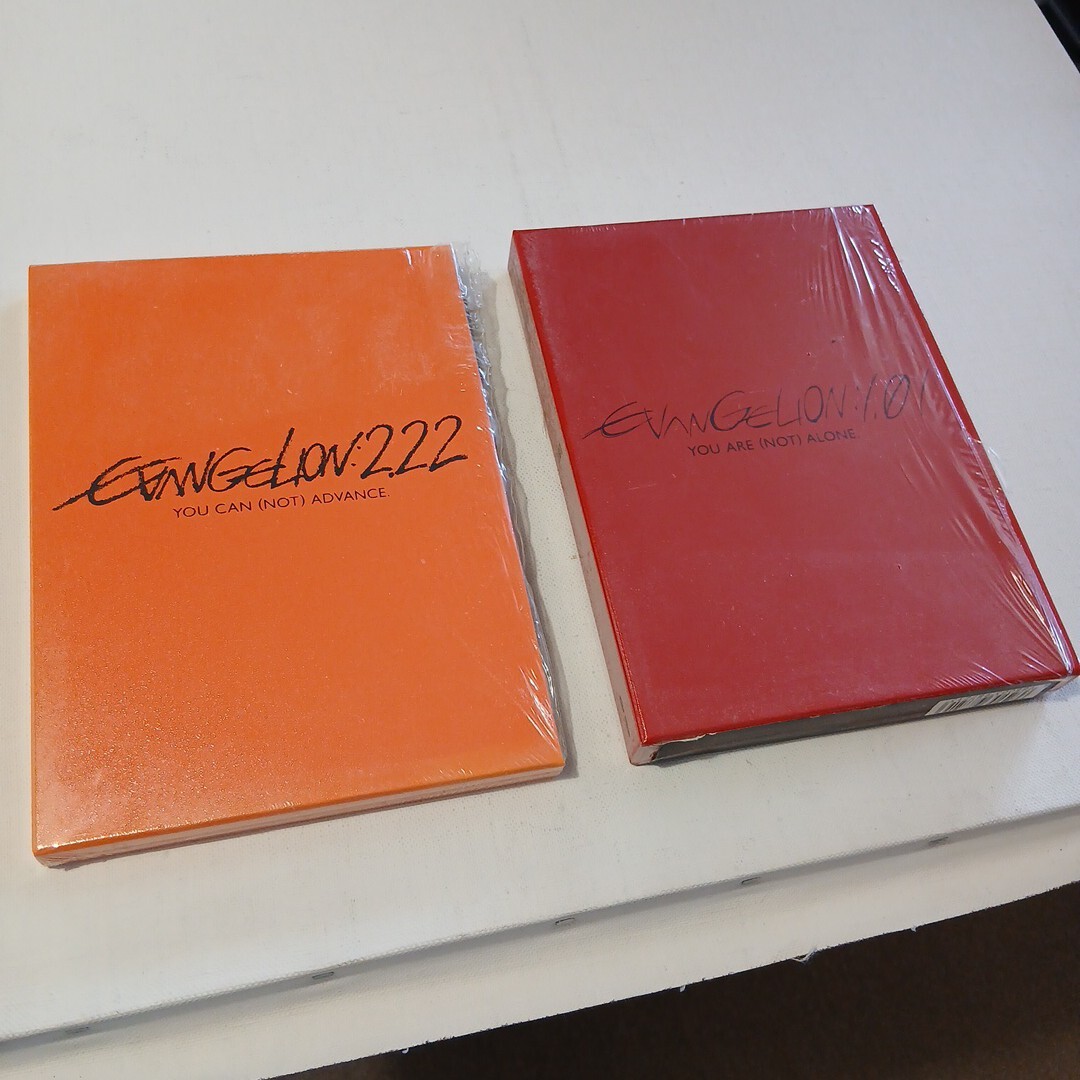 EVANGELION:2.22
YOU CAN (NOT) ADVANCE.
EVANGELION:1.01
YOU ARE (NOT) ALONE.